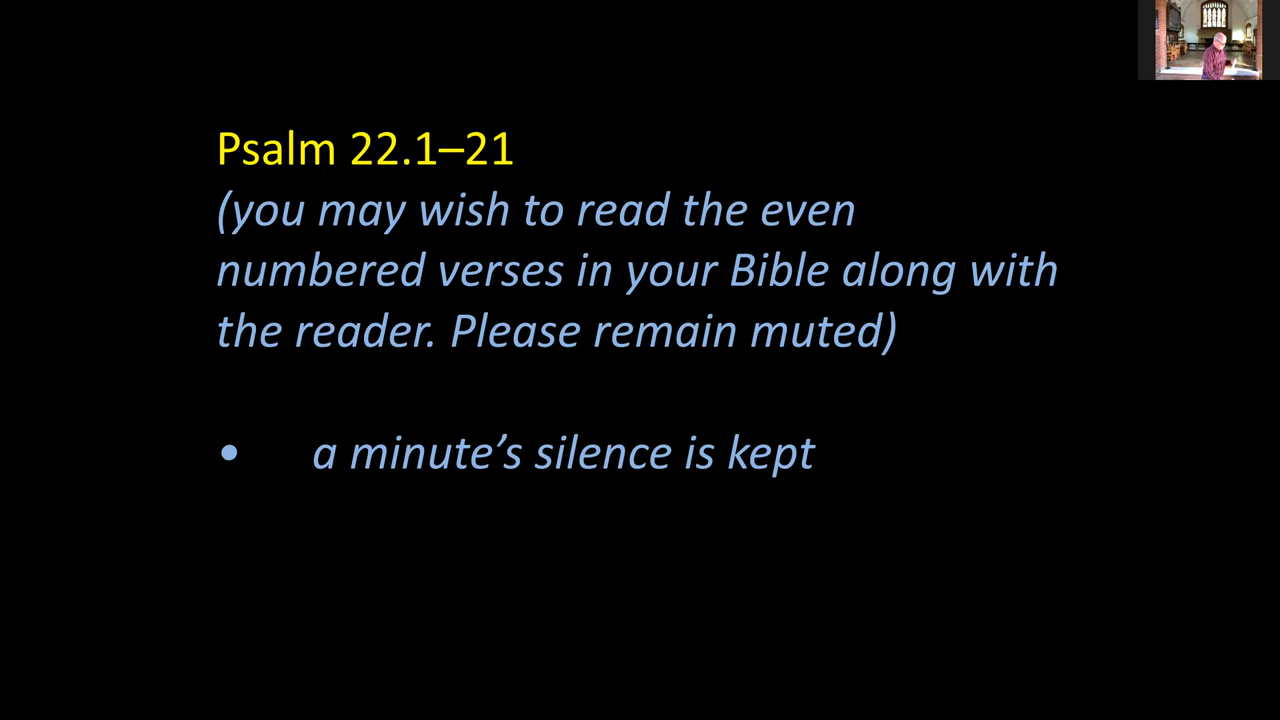 Psalm 22.1–21
(you may wish to read the even
numbered verses in your Bible along with
the reader. Please remain muted)
• a minute’s silence is kept